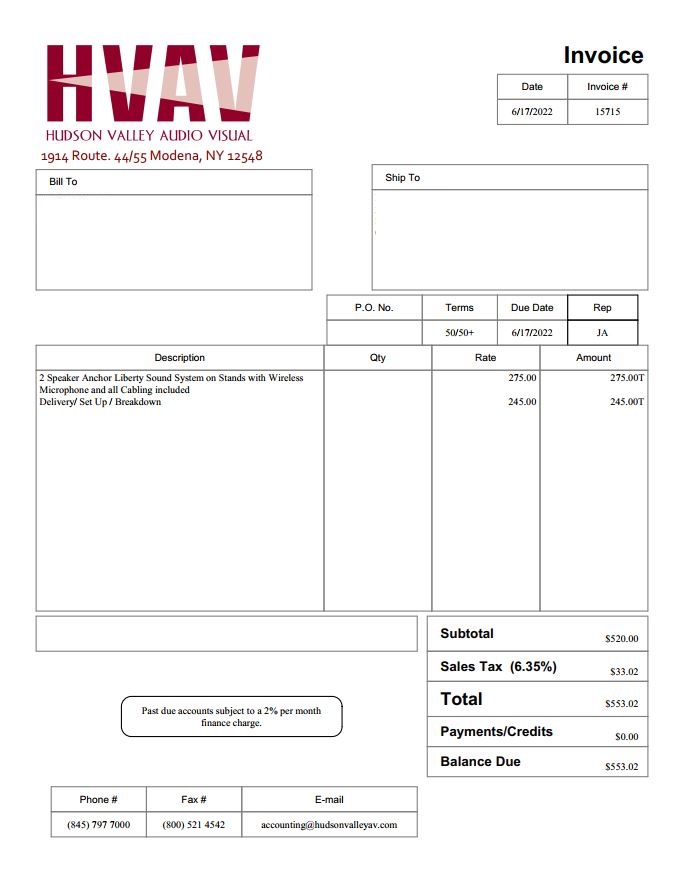 HVAV
HUDSON VALLEY AUDIO VISUAL
1914 Route. 44/55 Modena, NY 12548
Invoice
Date Invoice #
6/17/2022 15715
Bill To
Ship To
P.O. No. Terms Due Date Rep
50/50+ 6/17/2022 JA
Description Qty Rate Amount
2 Speaker Anchor Liberty Sound System on Stands with Wireless 275.00 275.00T
Microphone and all Cabling included
Delivery/ Set Up / Breakdown 245.00 245.00T
Subtotal $520.00
Sales Tax (6.35%) $33.02
Total $553.02
Payments/Credits $0.00
Balance Due $553.02
Past due accounts subject to a 2% per month
finance charge.
Phone # Fax # E-mail
(845) 797 7000 (800) 521 4542 accounting@hudsonvalleyav.com